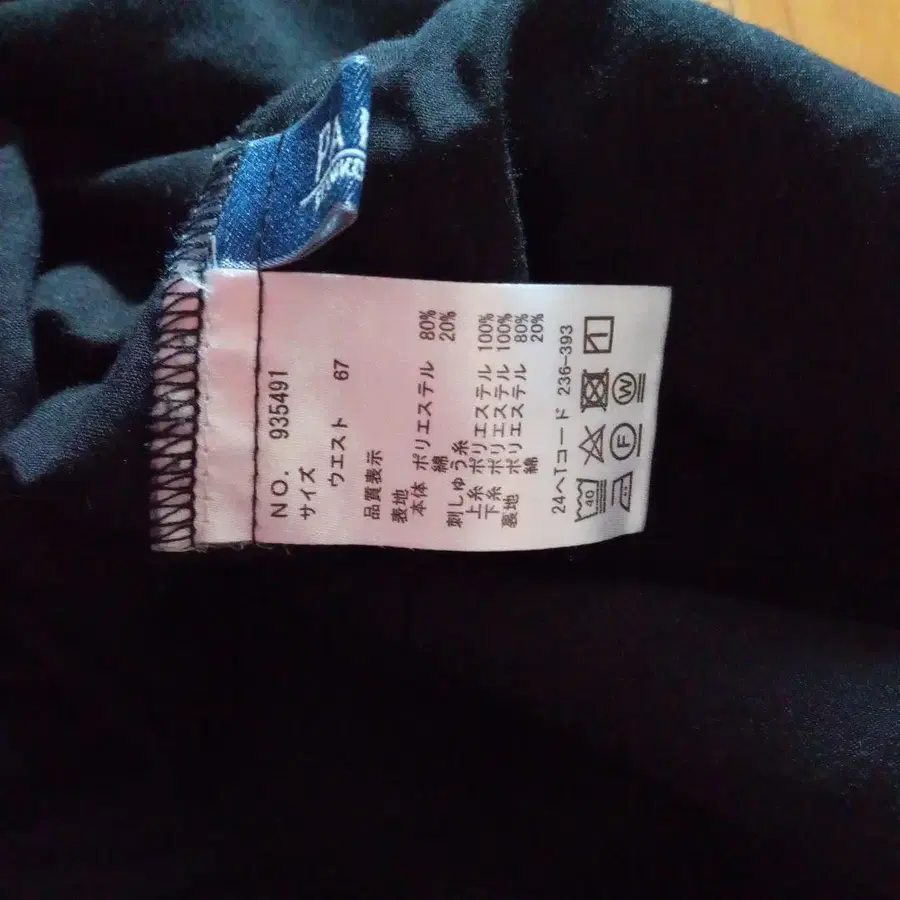 NO. 935491
サイズ
ウエスト 67
品質表示
表地
本体 ポリエステル 80%
綿 20%
刺しゅう糸
上糸 ポリエステル 100%
下糸 ポリエステル 100%
裏地 ポリエステル 80%
綿 20%
24ヘTコード 236-393
40
F
W
PA